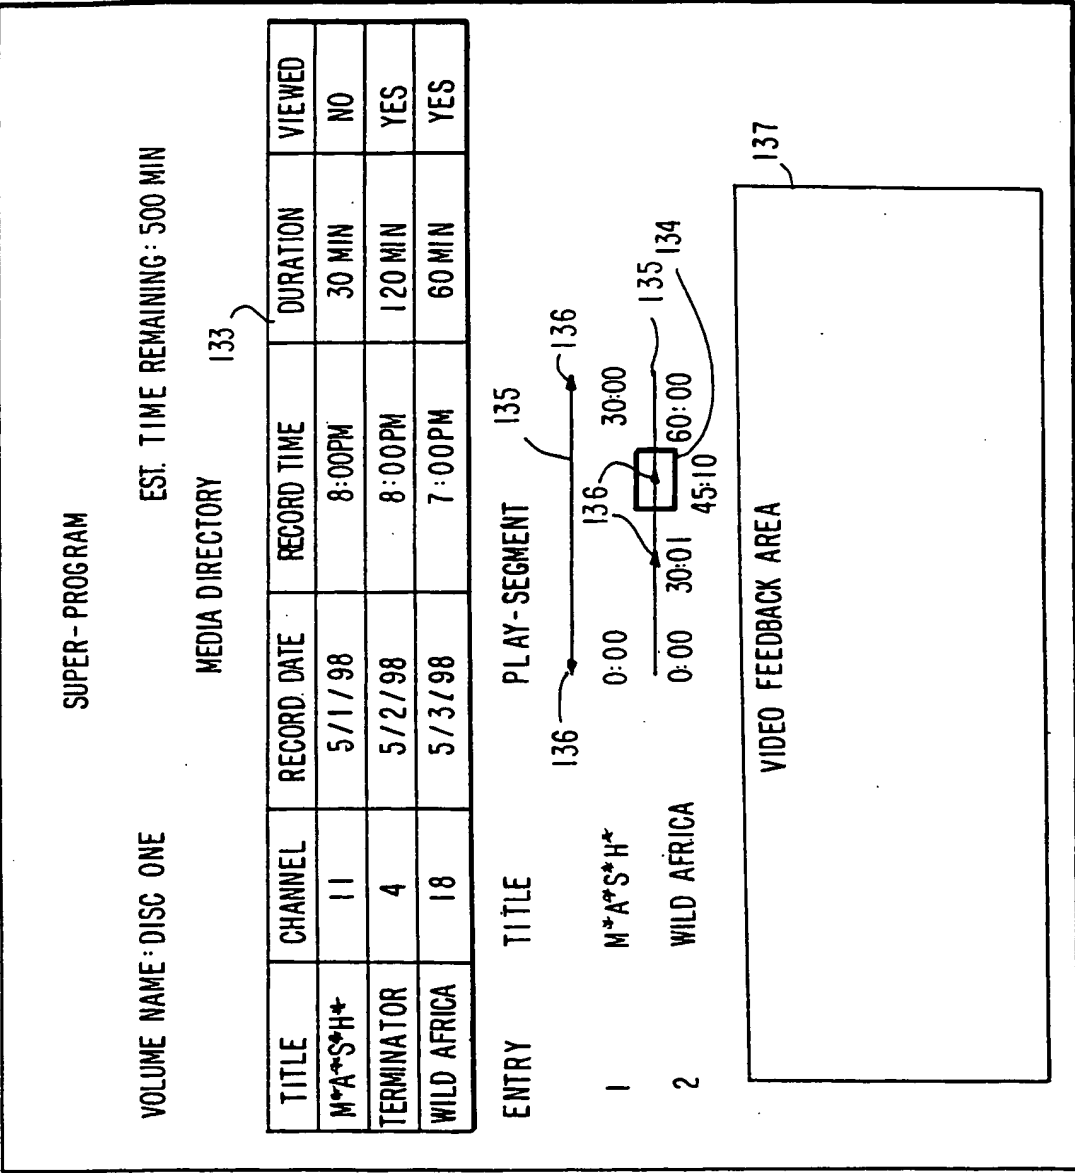 SUPER-PROGRAM
VOLUME NAME: DISC ONE EST. TIME REMAINING: 500 MIN
MEDIA DIRECTORY
133
TITLE CHANNEL RECORD DATE RECORD TIME DURATION VIEWED
M*A*S*H* 11 5/1/98 8:00PM 30 MIN NO
TERMINATOR 4 5/2/98 8:00PM 120 MIN YES
WILD AFRICA 18 5/3/98 7:00PM 60 MIN YES
ENTRY TITLE PLAY-SEGMENT
135
136 136
1 M*A*S*H* 0:00 30:00
136 135 134
2 WILD AFRICA 0:00 30:01 45:10 60:00
137
VIDEO FEEDBACK AREA